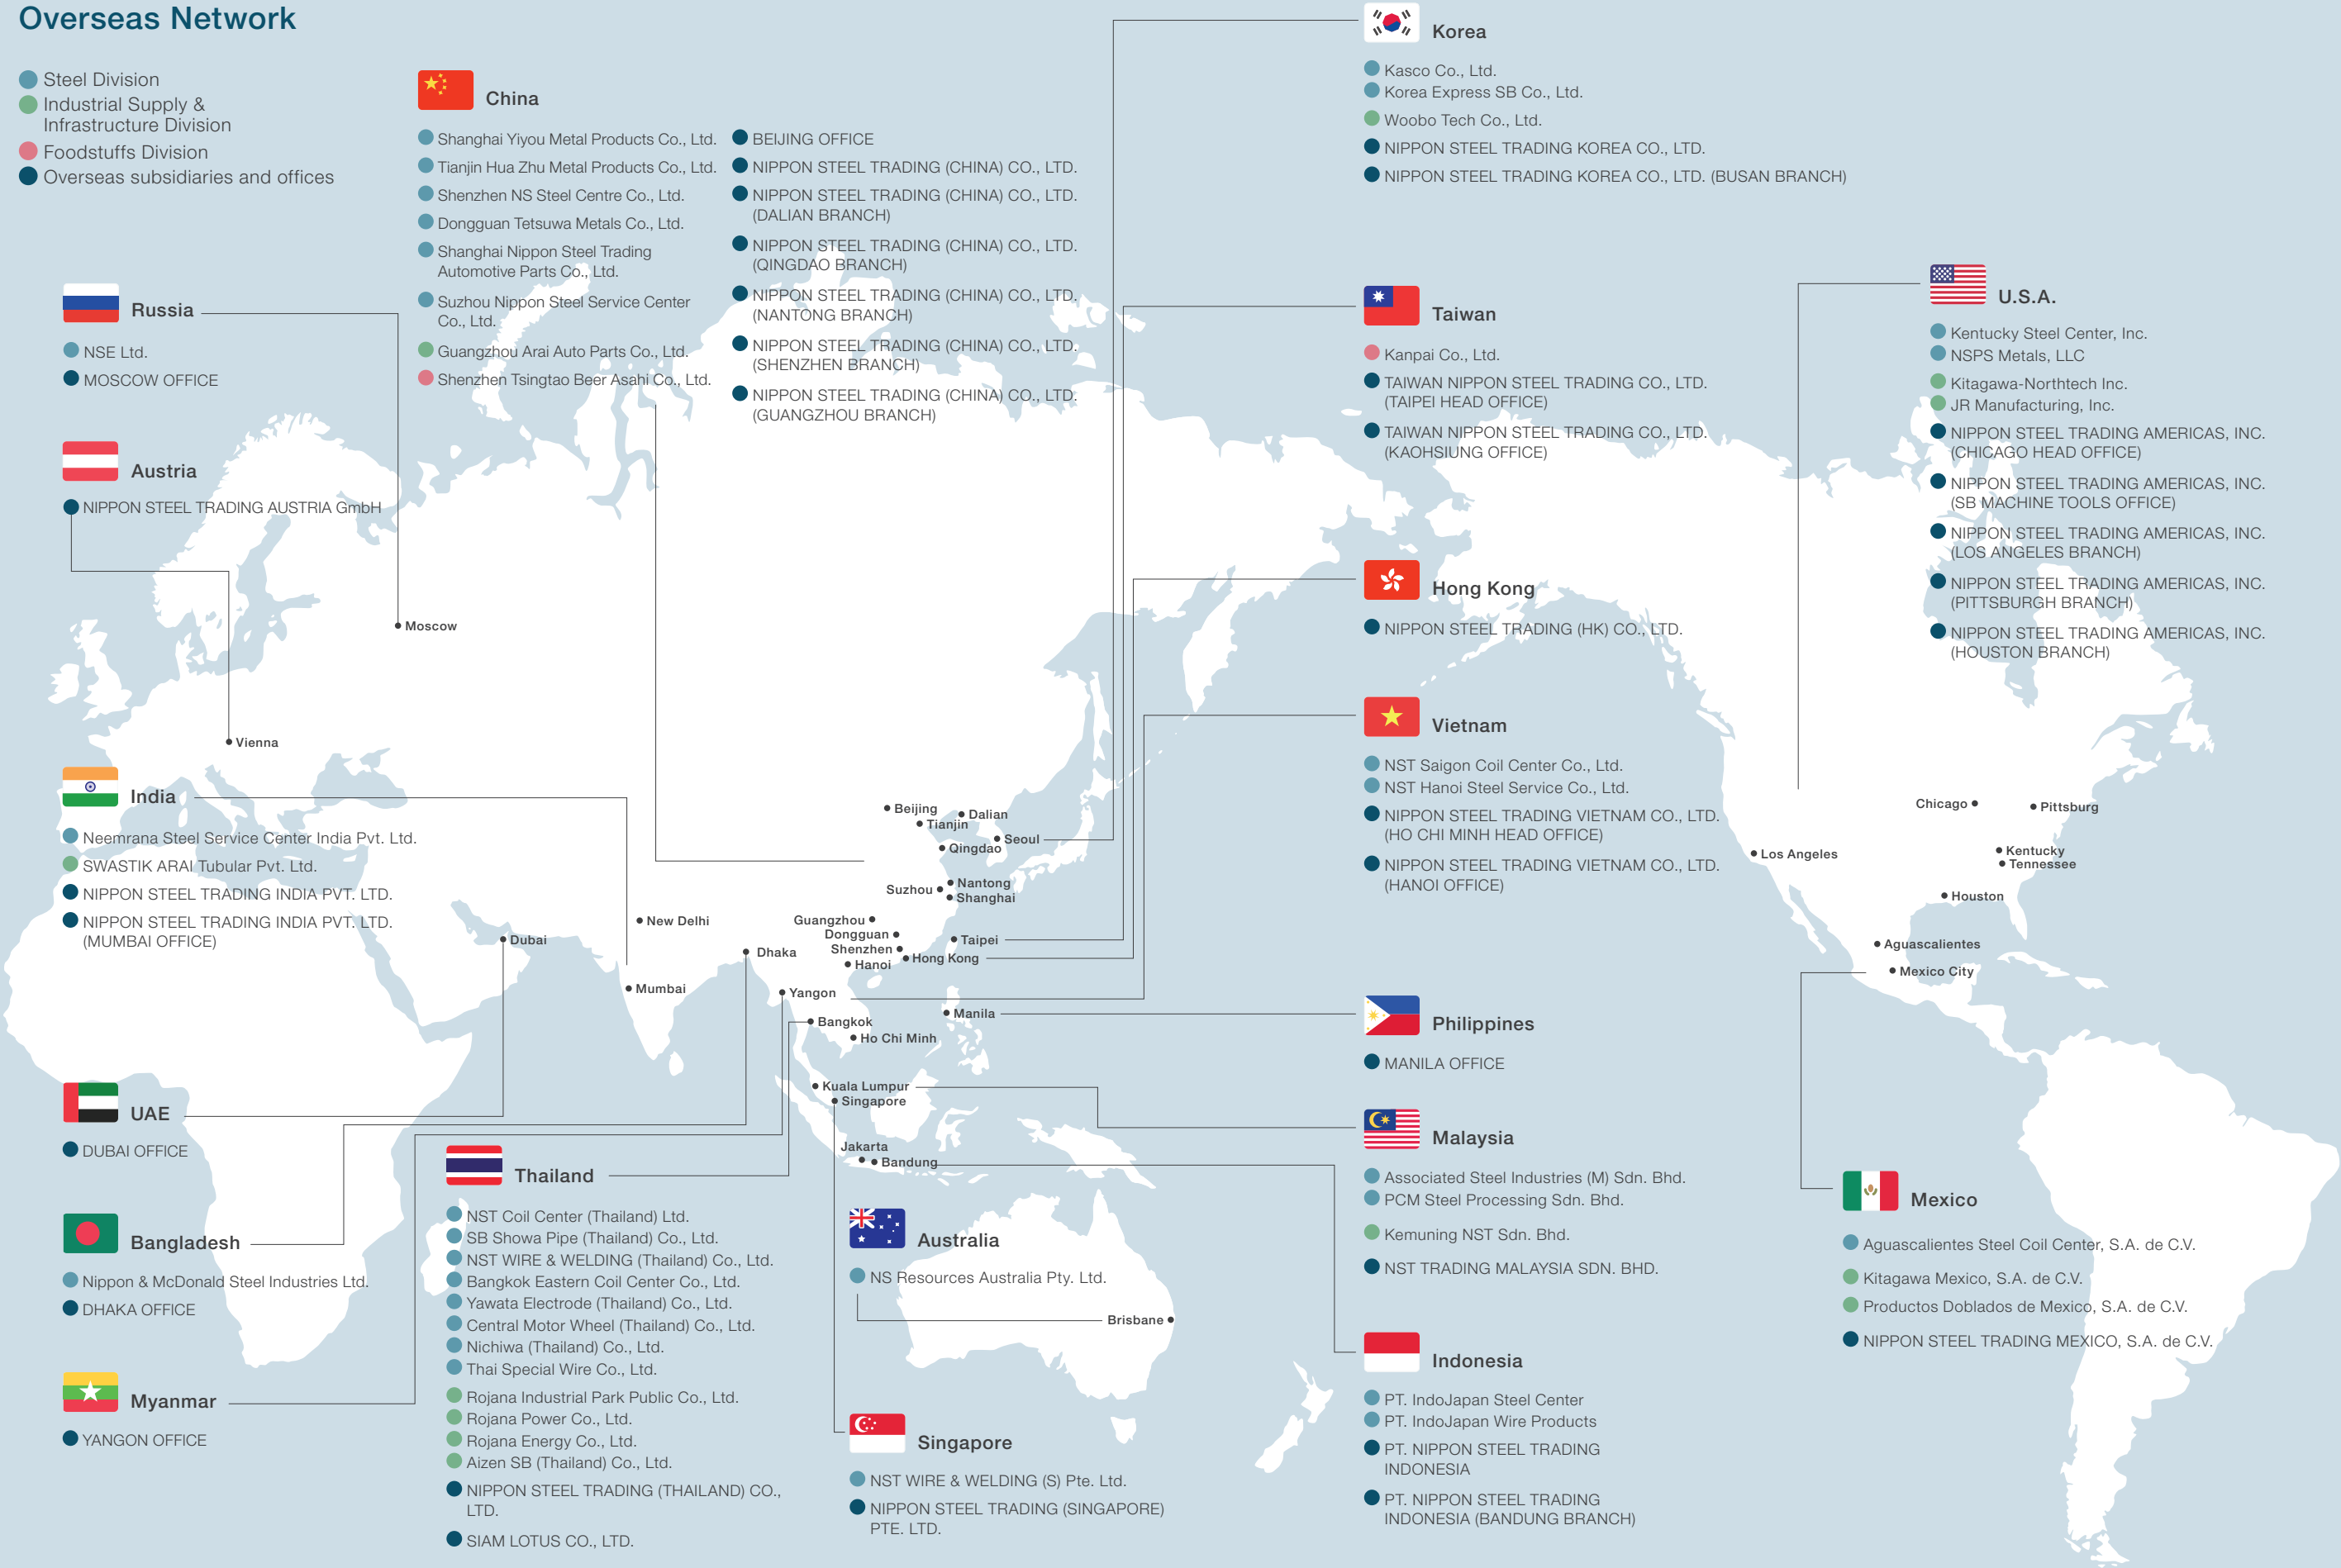 Overseas Network
Steel Division
Industrial Supply &
Infrastructure Division
Foodstuffs Division
Overseas subsidiaries and offices
China
Shanghai Yiyou Metal Products Co., Ltd.
Tianjin Hua Zhu Metal Products Co., Ltd.
Shenzhen NS Steel Centre Co., Ltd.
Dongguan Tetsuwa Metals Co., Ltd.
Shanghai Nippon Steel Trading
Automotive Parts Co., Ltd.
Suzhou Nippon Steel Service Center
Co., Ltd.
Guangzhou Arai Auto Parts Co., Ltd.
Shenzhen Tsingtao Beer Asahi Co., Ltd.
BEIJING OFFICE
NIPPON STEEL TRADING (CHINA) CO., LTD.
NIPPON STEEL TRADING (CHINA) CO., LTD.
(DALIAN BRANCH)
NIPPON STEEL TRADING (CHINA) CO., LTD.
(QINGDAO BRANCH)
NIPPON STEEL TRADING (CHINA) CO., LTD.
(NANTONG BRANCH)
NIPPON STEEL TRADING (CHINA) CO., LTD.
(SHENZHEN BRANCH)
NIPPON STEEL TRADING (CHINA) CO., LTD.
(GUANGZHOU BRANCH)
Korea
Kasco Co., Ltd.
Korea Express SB Co., Ltd.
Woobo Tech Co., Ltd.
NIPPON STEEL TRADING KOREA CO., LTD.
NIPPON STEEL TRADING KOREA CO., LTD. (BUSAN BRANCH)
Russia
NSE Ltd.
MOSCOW OFFICE
Austria
NIPPON STEEL TRADING AUSTRIA GmbH
Taiwan
Kanpai Co., Ltd.
TAIWAN NIPPON STEEL TRADING CO., LTD.
(TAIPEI HEAD OFFICE)
TAIWAN NIPPON STEEL TRADING CO., LTD.
(KAOHSIUNG OFFICE)
U.S.A.
Kentucky Steel Center, Inc.
NSPS Metals, LLC
Kitagawa-Northtech Inc.
JR Manufacturing, Inc.
NIPPON STEEL TRADING AMERICAS, INC.
(CHICAGO HEAD OFFICE)
NIPPON STEEL TRADING AMERICAS, INC.
(SB MACHINE TOOLS OFFICE)
NIPPON STEEL TRADING AMERICAS, INC.
(LOS ANGELES BRANCH)
NIPPON STEEL TRADING AMERICAS, INC.
(PITTSBURGH BRANCH)
NIPPON STEEL TRADING AMERICAS, INC.
(HOUSTON BRANCH)
Hong Kong
NIPPON STEEL TRADING (HK) CO., LTD.
Vietnam
NST Saigon Coil Center Co., Ltd.
NST Hanoi Steel Service Co., Ltd.
NIPPON STEEL TRADING VIETNAM CO., LTD.
(HO CHI MINH HEAD OFFICE)
NIPPON STEEL TRADING VIETNAM CO., LTD.
(HANOI OFFICE)
India
Neemrana Steel Service Center India Pvt. Ltd.
SWASTIK ARAI Tubular Pvt. Ltd.
NIPPON STEEL TRADING INDIA PVT. LTD.
NIPPON STEEL TRADING INDIA PVT. LTD.
(MUMBAI OFFICE)
Moscow
Vienna
Beijing
Dalian
Tianjin
Seoul
Qingdao
Nantong
Suzhou
Shanghai
Guangzhou
Dongguan
Shenzhen
Taipei
Hong Kong
Hanoi
New Delhi
Dubai
Dhaka
Mumbai
Yangon
Manila
Bangkok
Ho Chi Minh
Kuala Lumpur
Singapore
Jakarta
Bandung
Brisbane
Chicago
Pittsburg
Los Angeles
Kentucky
Tennessee
Houston
Aguascalientes
Mexico City
UAE
DUBAI OFFICE
Bangladesh
Nippon & McDonald Steel Industries Ltd.
DHAKA OFFICE
Myanmar
YANGON OFFICE
Thailand
NST Coil Center (Thailand) Ltd.
SB Showa Pipe (Thailand) Co., Ltd.
NST WIRE & WELDING (Thailand) Co., Ltd.
Bangkok Eastern Coil Center Co., Ltd.
Yawata Electrode (Thailand) Co., Ltd.
Central Motor Wheel (Thailand) Co., Ltd.
Nichiwa (Thailand) Co., Ltd.
Thai Special Wire Co., Ltd.
Rojana Industrial Park Public Co., Ltd.
Rojana Power Co., Ltd.
Rojana Energy Co., Ltd.
Aizen SB (Thailand) Co., Ltd.
NIPPON STEEL TRADING (THAILAND) CO.,
LTD.
SIAM LOTUS CO., LTD.
Australia
NS Resources Australia Pty. Ltd.
Singapore
NST WIRE & WELDING (S) Pte. Ltd.
NIPPON STEEL TRADING (SINGAPORE)
PTE. LTD.
Philippines
MANILA OFFICE
Malaysia
Associated Steel Industries (M) Sdn. Bhd.
PCM Steel Processing Sdn. Bhd.
Kemuning NST Sdn. Bhd.
NST TRADING MALAYSIA SDN. BHD.
Indonesia
PT. IndoJapan Steel Center
PT. IndoJapan Wire Products
PT. NIPPON STEEL TRADING
INDONESIA
PT. NIPPON STEEL TRADING
INDONESIA (BANDUNG BRANCH)
Mexico
Aguascalientes Steel Coil Center, S.A. de C.V.
Kitagawa Mexico, S.A. de C.V.
Productos Doblados de Mexico, S.A. de C.V.
NIPPON STEEL TRADING MEXICO, S.A. de C.V.